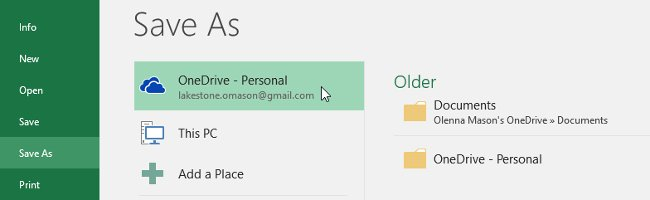 Info
New
Open
Save
Save As
Print
Save As
OneDrive - Personal
lakestone.omason@gmail.com
This PC
Add a Place
Older
Documents
Olenna Mason's OneDrive » Documents
OneDrive - Personal